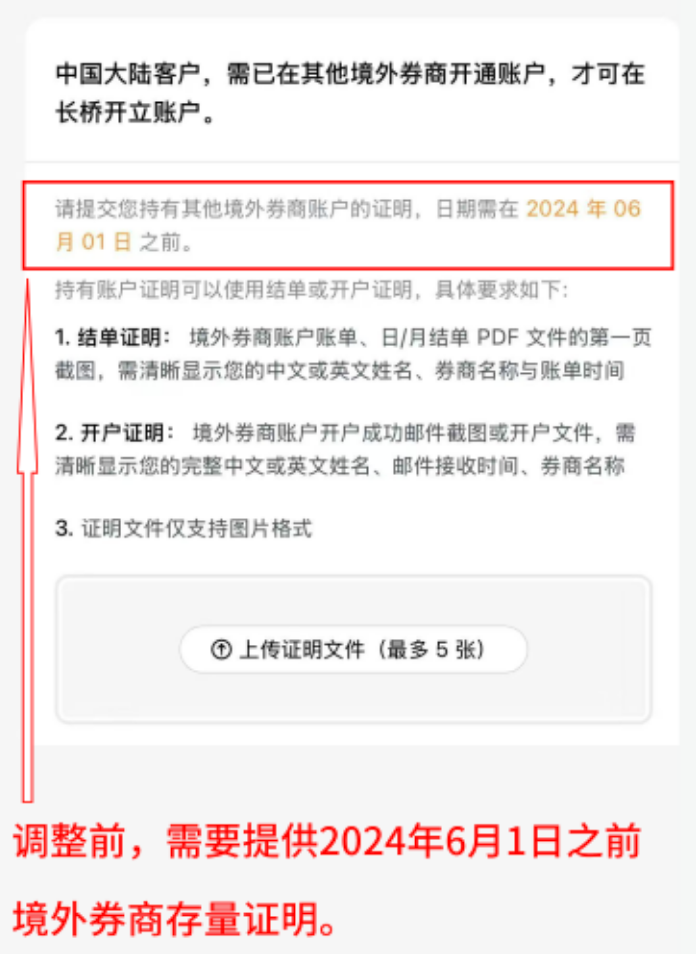 中国大陆客户，需已在其他境外券商开通账户，才可在
长桥开立账户。
请提交您持有其他境外券商账户的证明，日期需在 2024 年 06
月 01 日 之前。
持有账户证明可以使用结单或开户证明，具体要求如下：
1. 结单证明： 境外券商账户账单、日/月结单 PDF 文件的第一页
截图，需清晰显示您的中文或英文姓名、券商名称与账单时间
2. 开户证明： 境外券商账户开户成功邮件截图或开户文件，需
清晰显示您的完整中文或英文姓名、邮件接收时间、券商名称
3. 证明文件仅支持图片格式
上传证明文件（最多 5 张）
调整前，需要提供2024年6月1日之前
境外券商存量证明。